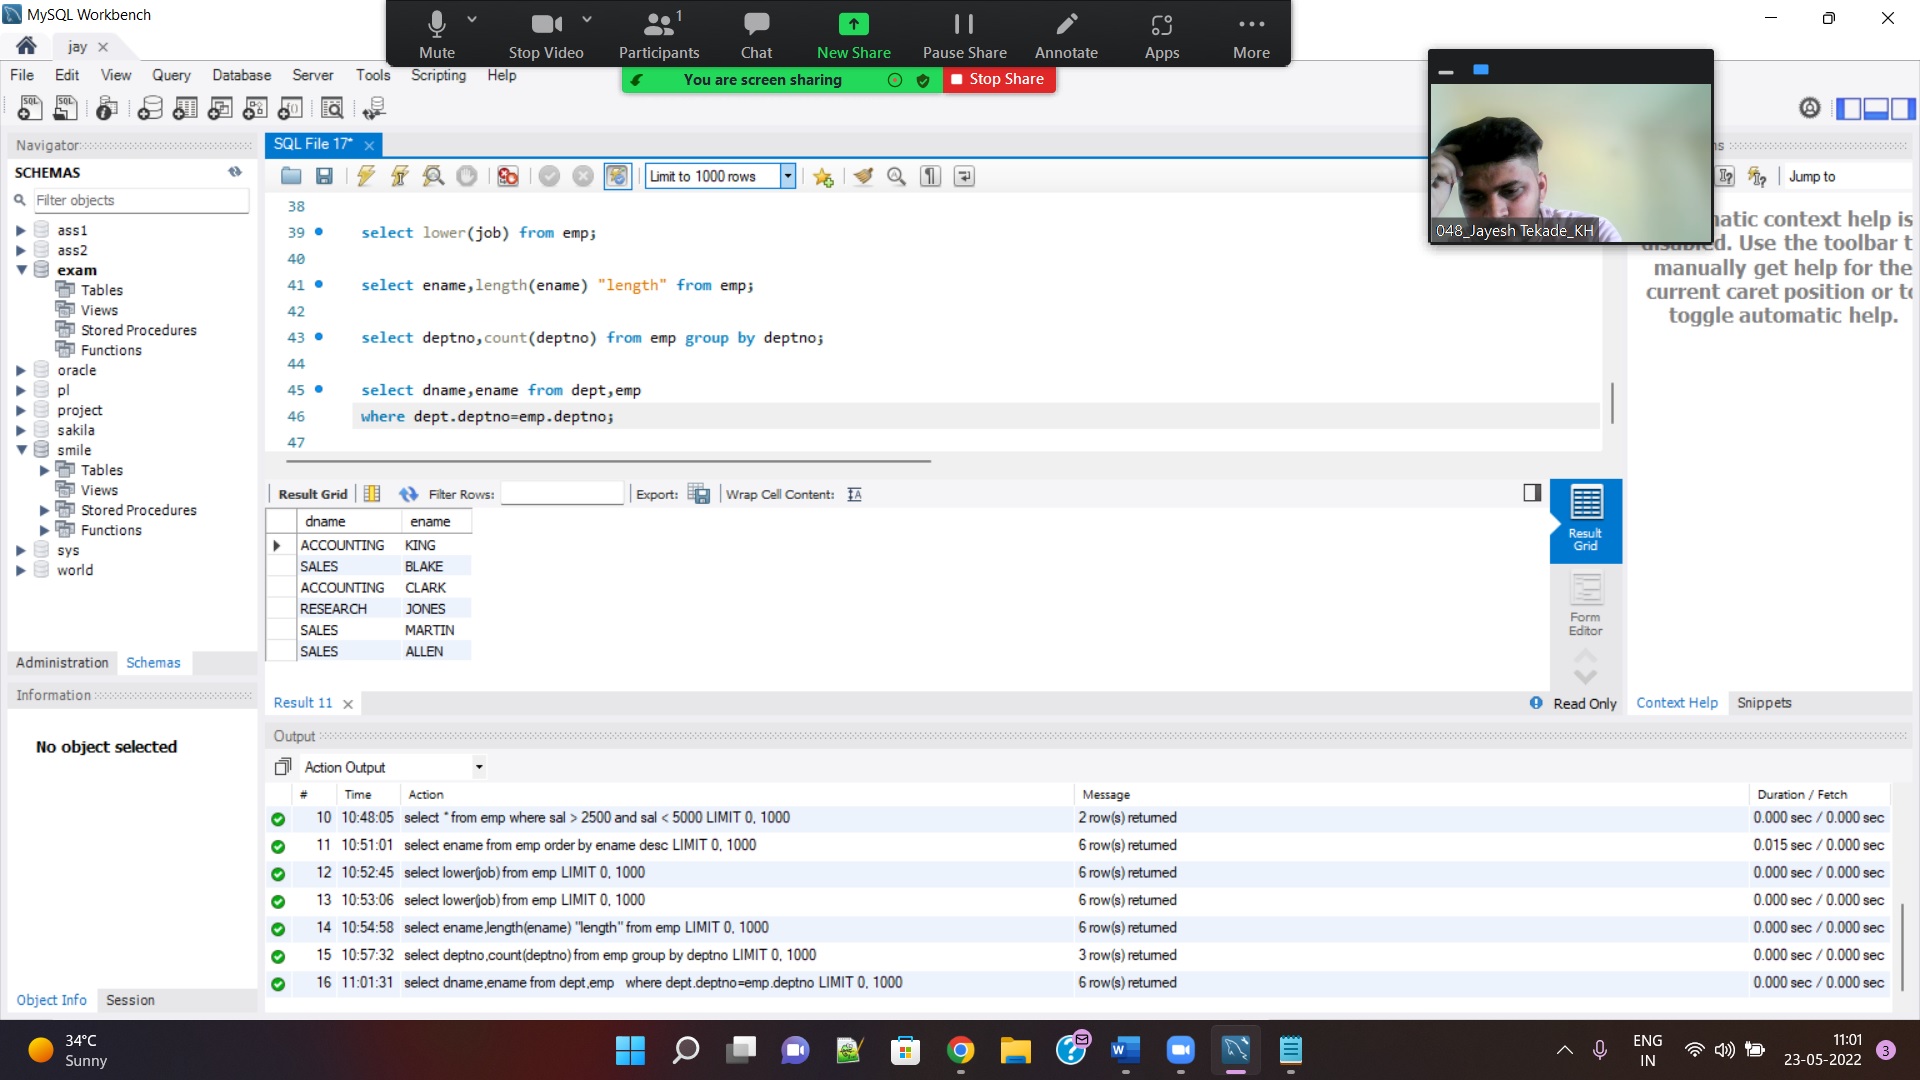 MySQL Workbench
jay
File Edit View Query Database Server Tools Scripting Help
Mute Stop Video Participants 1 Chat New Share Pause Share Annotate Apps More
You are screen sharing Stop Share
048_Jayesh Tekade_KH
Navigator
SCHEMAS
Filter objects
ass1
ass2
exam
Tables
Views
Stored Procedures
Functions
oracle
pl
project
sakila
smile
Tables
Views
Stored Procedures
Functions
sys
world
Administration Schemas
Information
No object selected
Object Info Session
SQL File 17*
Limit to 1000 rows
38
39 select lower(job) from emp;
40
41 select ename,length(ename) "length" from emp;
42
43 select deptno,count(deptno) from emp group by deptno;
44
45 select dname,ename from dept,emp
46 where dept.deptno=emp.deptno;
47
Result Grid Filter Rows: Export: Wrap Cell Content:
dname ename
ACCOUNTING KING
SALES BLAKE
ACCOUNTING CLARK
RESEARCH JONES
SALES MARTIN
SALES ALLEN
Result Grid
Form Editor
Result 11 Read Only
Jump to
context help is
Use the toolbar
manually get help for the
current caret position or
toggle automatic help.
Context Help Snippets
Output
Action Output
# Time Action Message Duration / Fetch
10 10:48:05 select * from emp where sal > 2500 and sal < 5000 LIMIT 0, 1000 2 row(s) returned 0.000 sec / 0.000 sec
11 10:51:01 select ename from emp order by ename desc LIMIT 0, 1000 6 row(s) returned 0.015 sec / 0.000 sec
12 10:52:45 select lower(job) from emp LIMIT 0, 1000 6 row(s) returned 0.000 sec / 0.000 sec
13 10:53:06 select lower(job) from emp LIMIT 0, 1000 6 row(s) returned 0.000 sec / 0.000 sec
14 10:54:58 select ename,length(ename) "length" from emp LIMIT 0, 1000 6 row(s) returned 0.000 sec / 0.000 sec
15 10:57:32 select deptno,count(deptno) from emp group by deptno LIMIT 0, 1000 3 row(s) returned 0.000 sec / 0.000 sec
16 11:01:31 select dname,ename from dept,emp where dept.deptno=emp.deptno LIMIT 0, 1000 6 row(s) returned 0.000 sec / 0.000 sec
34°C
Sunny
ENG
IN
11:01
23-05-2022
3